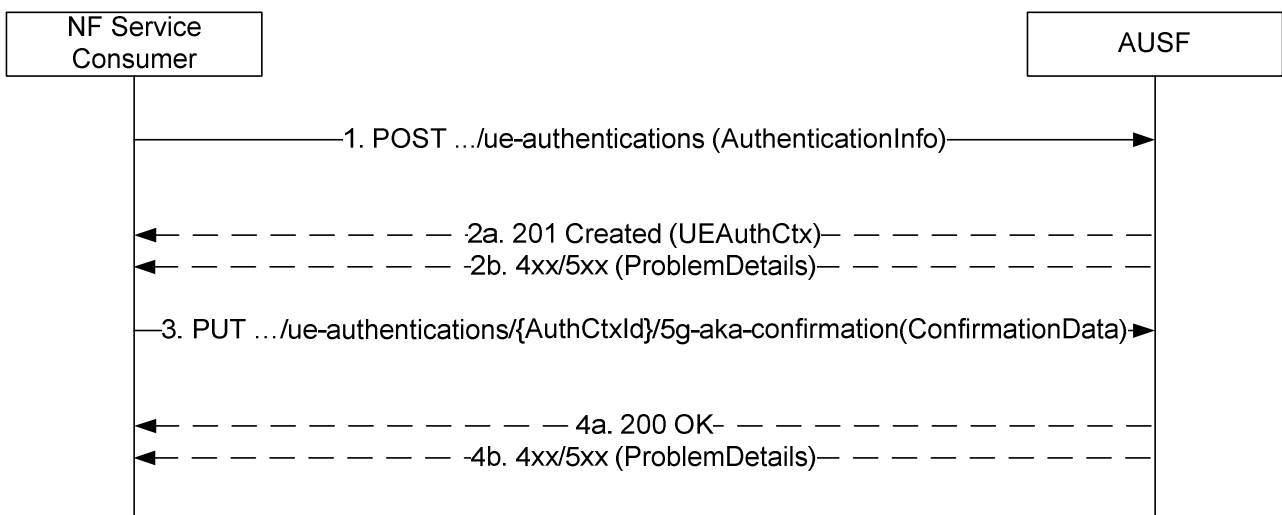 NF Service
Consumer
AUSF
1. POST .../ue-authentications (AuthenticationInfo)
2a. 201 Created (UEAuthCtx)
2b. 4xx/5xx (ProblemDetails)
3. PUT .../ue-authentications/{AuthCtxId}/5g-aka-confirmation(ConfirmationData)
4a. 200 OK
4b. 4xx/5xx (ProblemDetails)